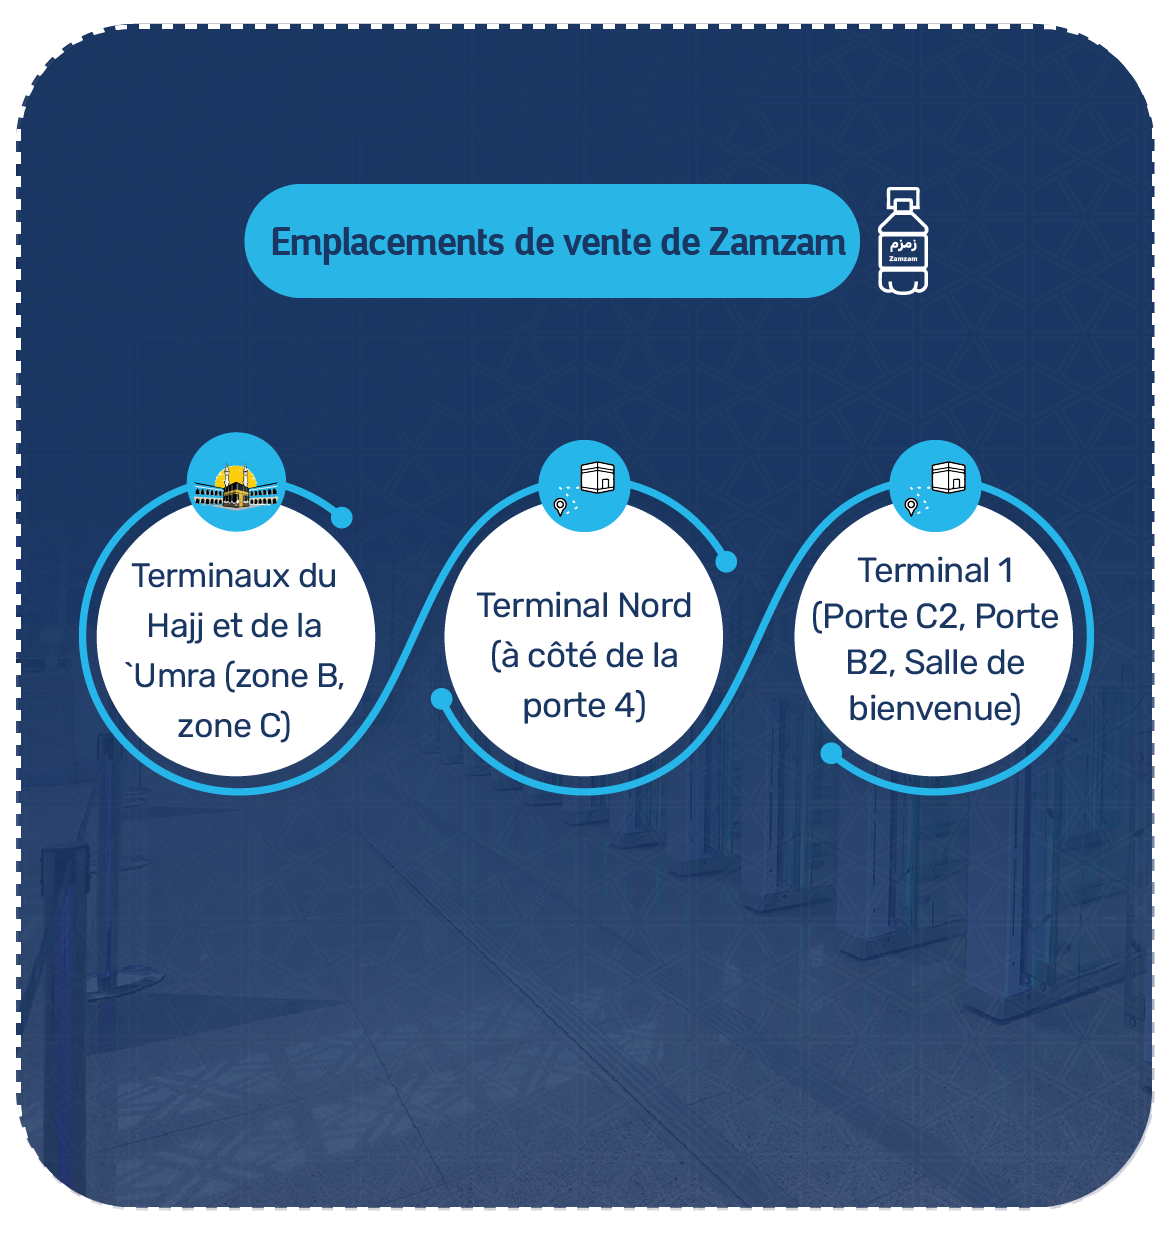 Emplacements de vente de Zamzam
زمزم
Zamzam
Terminaux du
Hajj et de la
`Umra (zone B,
zone C)
Terminal Nord
(à côté de la
porte 4)
Terminal 1
(Porte C2, Porte
B2, Salle de
bienvenue)